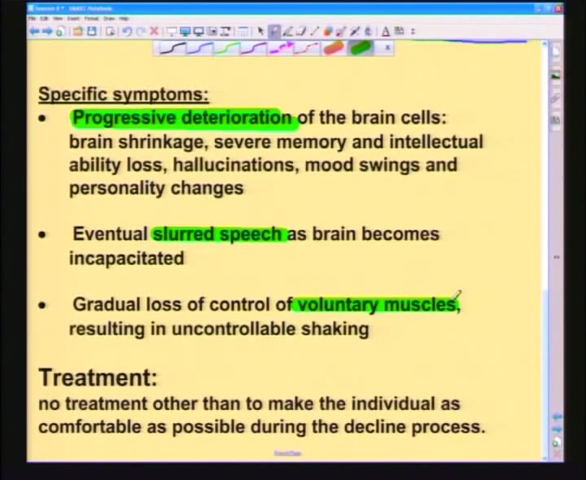 Specific symptoms:
• Progressive deterioration of the brain cells:
brain shrinkage, severe memory and intellectual
ability loss, hallucinations, mood swings and
personality changes
• Eventual slurred speech as brain becomes
incapacitated
• Gradual loss of control of voluntary muscles,
resulting in uncontrollable shaking
Treatment:
no treatment other than to make the individual as
comfortable as possible during the decline process.